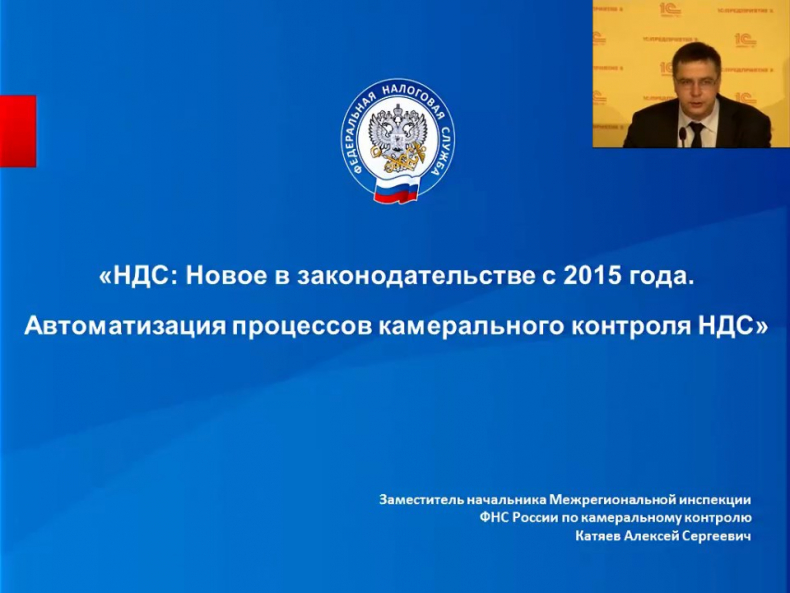 ФЕДЕРАЛЬНАЯ НАЛОГОВАЯ СЛУЖБА
«НДС: Новое в законодательстве с 2015 года.
Автоматизация процессов камерального контроля НДС»
Заместитель начальника Межрегиональной инспекции
ФНС России по камеральному контролю
Катяев Алексей Сергеевич